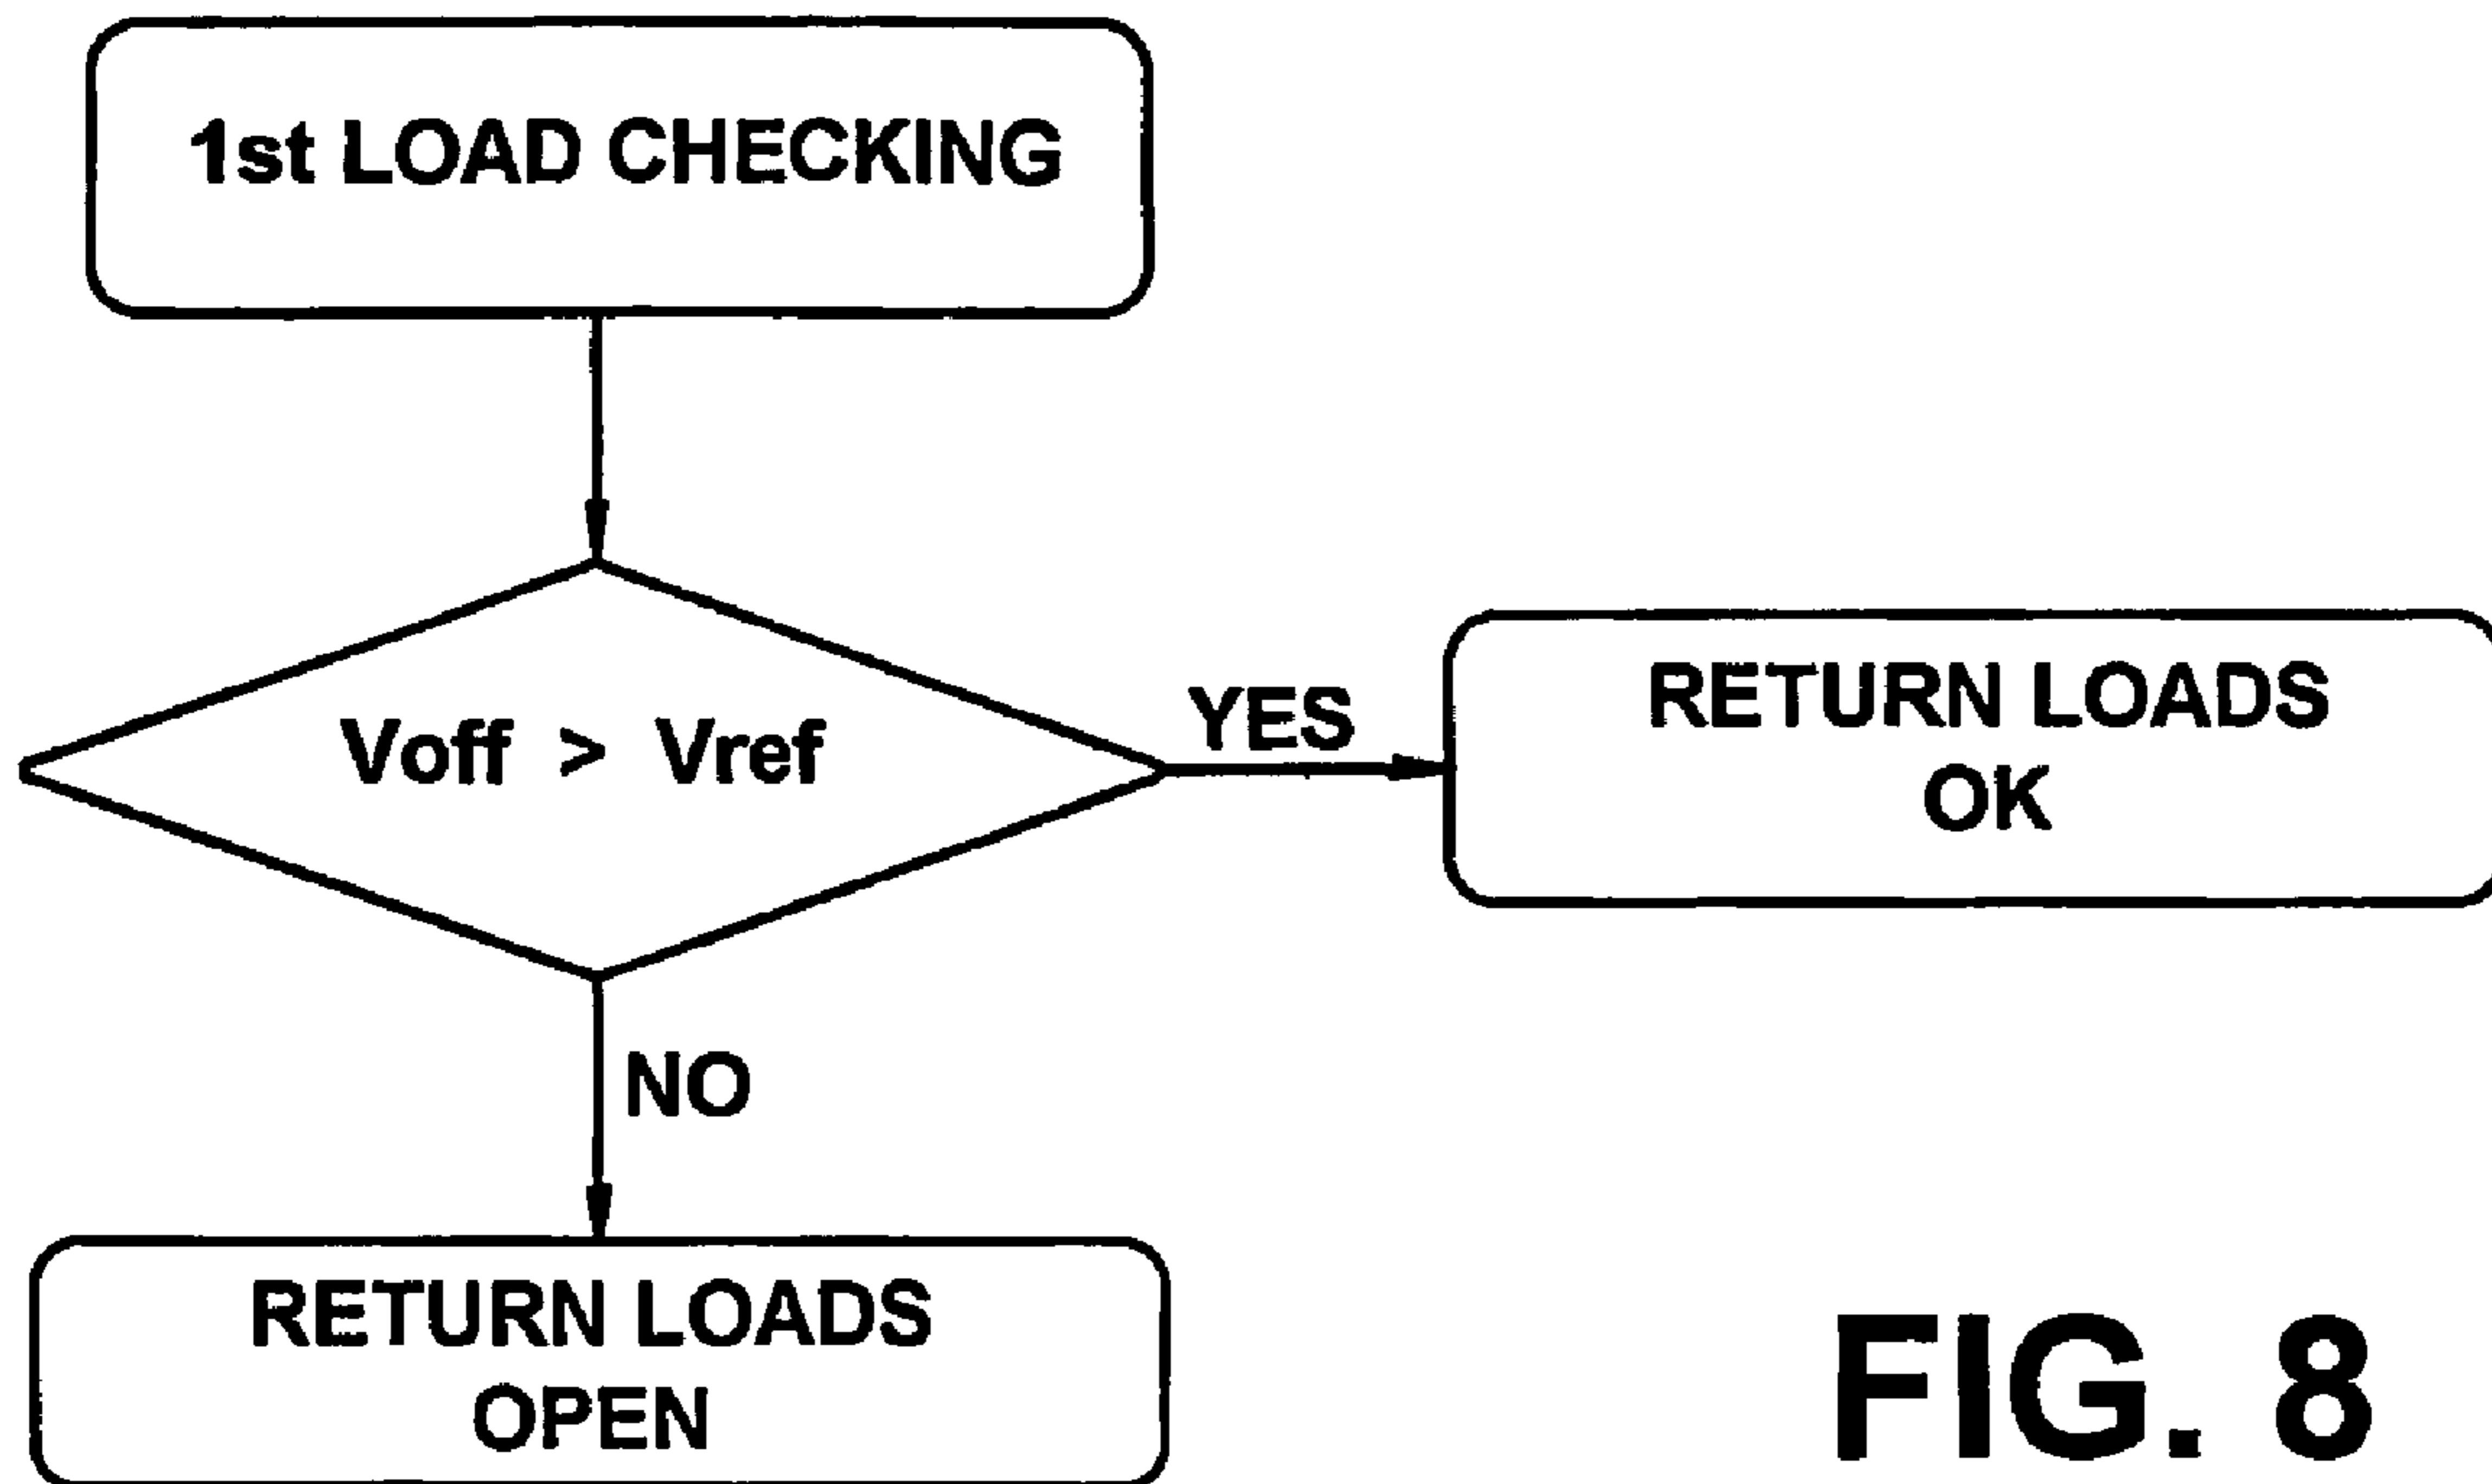 1st LOAD CHECKING
Voff > Vref
YES
RETURN LOADS
OK
NO
RETURN LOADS
OPEN
FIG. 8